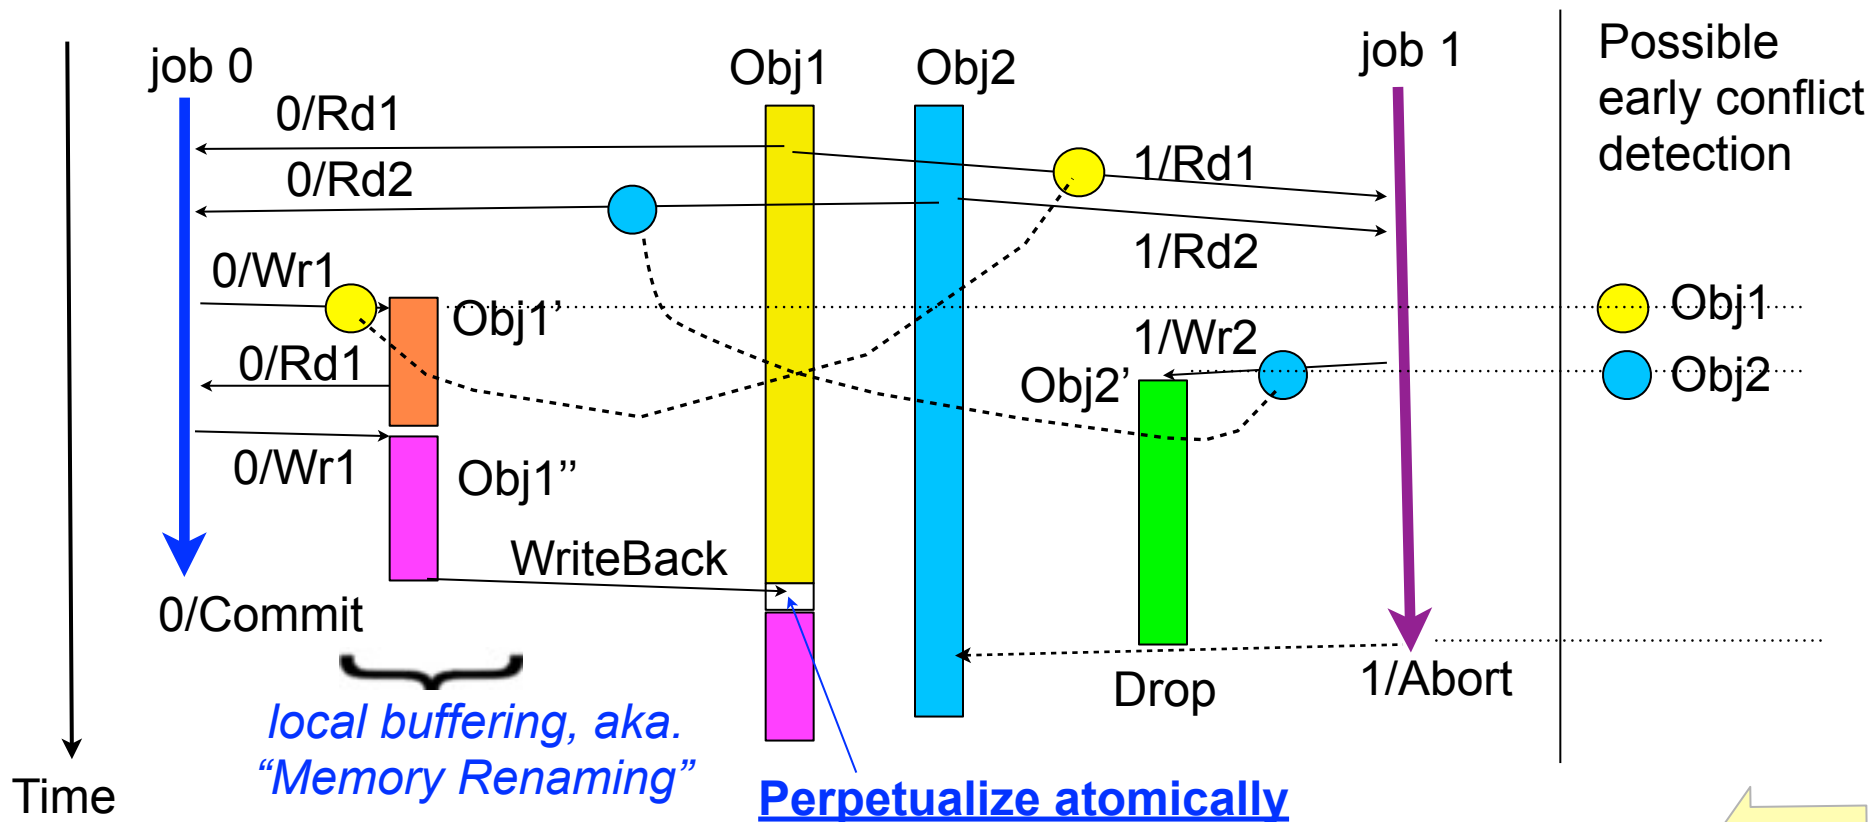 job 0
Obj1
Obj2
job 1
Possible
early conflict
detection
0/Rd1
0/Rd2
1/Rd1
1/Rd2
0/Wr1
Obj1’
Obj1
1/Wr2
0/Rd1
Obj2’
Obj2
0/Wr1
Obj1’’
WriteBack
0/Commit
Drop
1/Abort
local buffering, aka.
“Memory Renaming”
Time
Perpetualize atomically